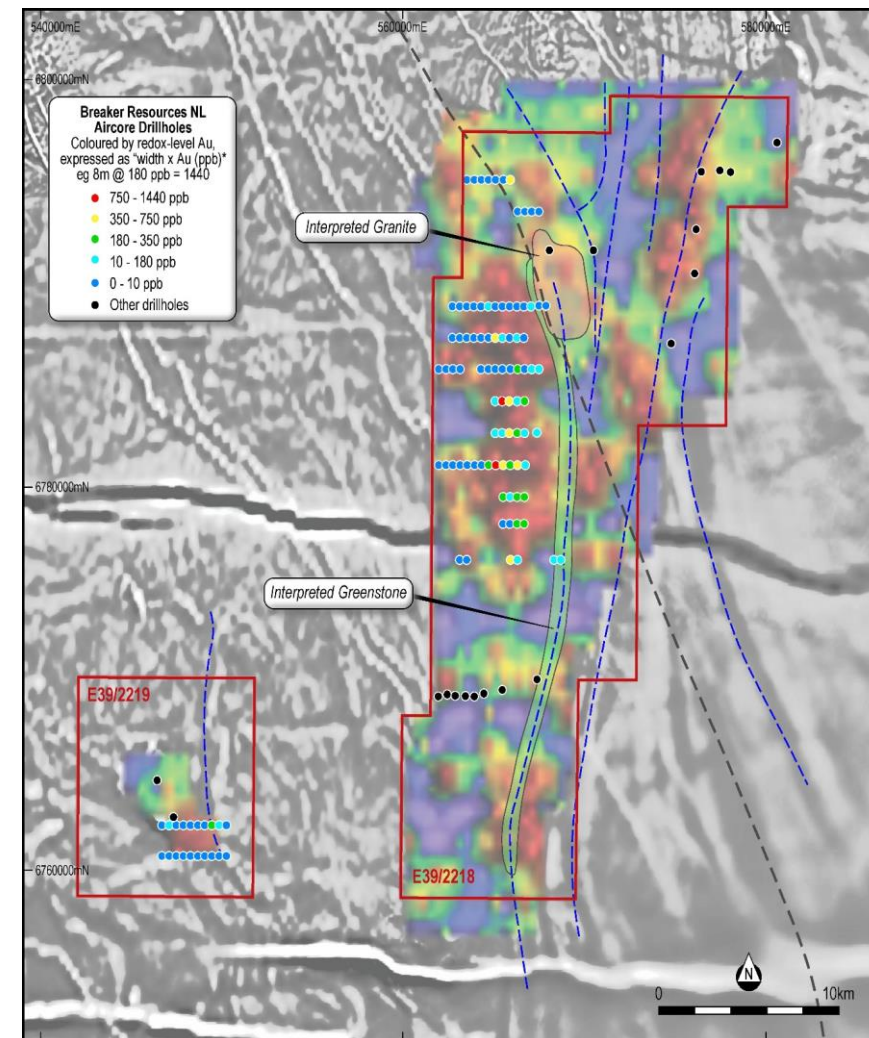 540000mE
560000mE
580000mE
6800000mN
Breaker Resources NL
Aircore Drillholes
Coloured by redox-level Au,
expressed as "width x Au (ppb)*
eg 8m @ 180 ppb = 1440
750 - 1440 ppb
350 - 750 ppb
180 - 350 ppb
10 - 180 ppb
0 - 10 ppb
Other drillholes
Interpreted Granite
6780000mN
Interpreted Greenstone
E39/2219
6760000mN
E39/2218
N
0 10km